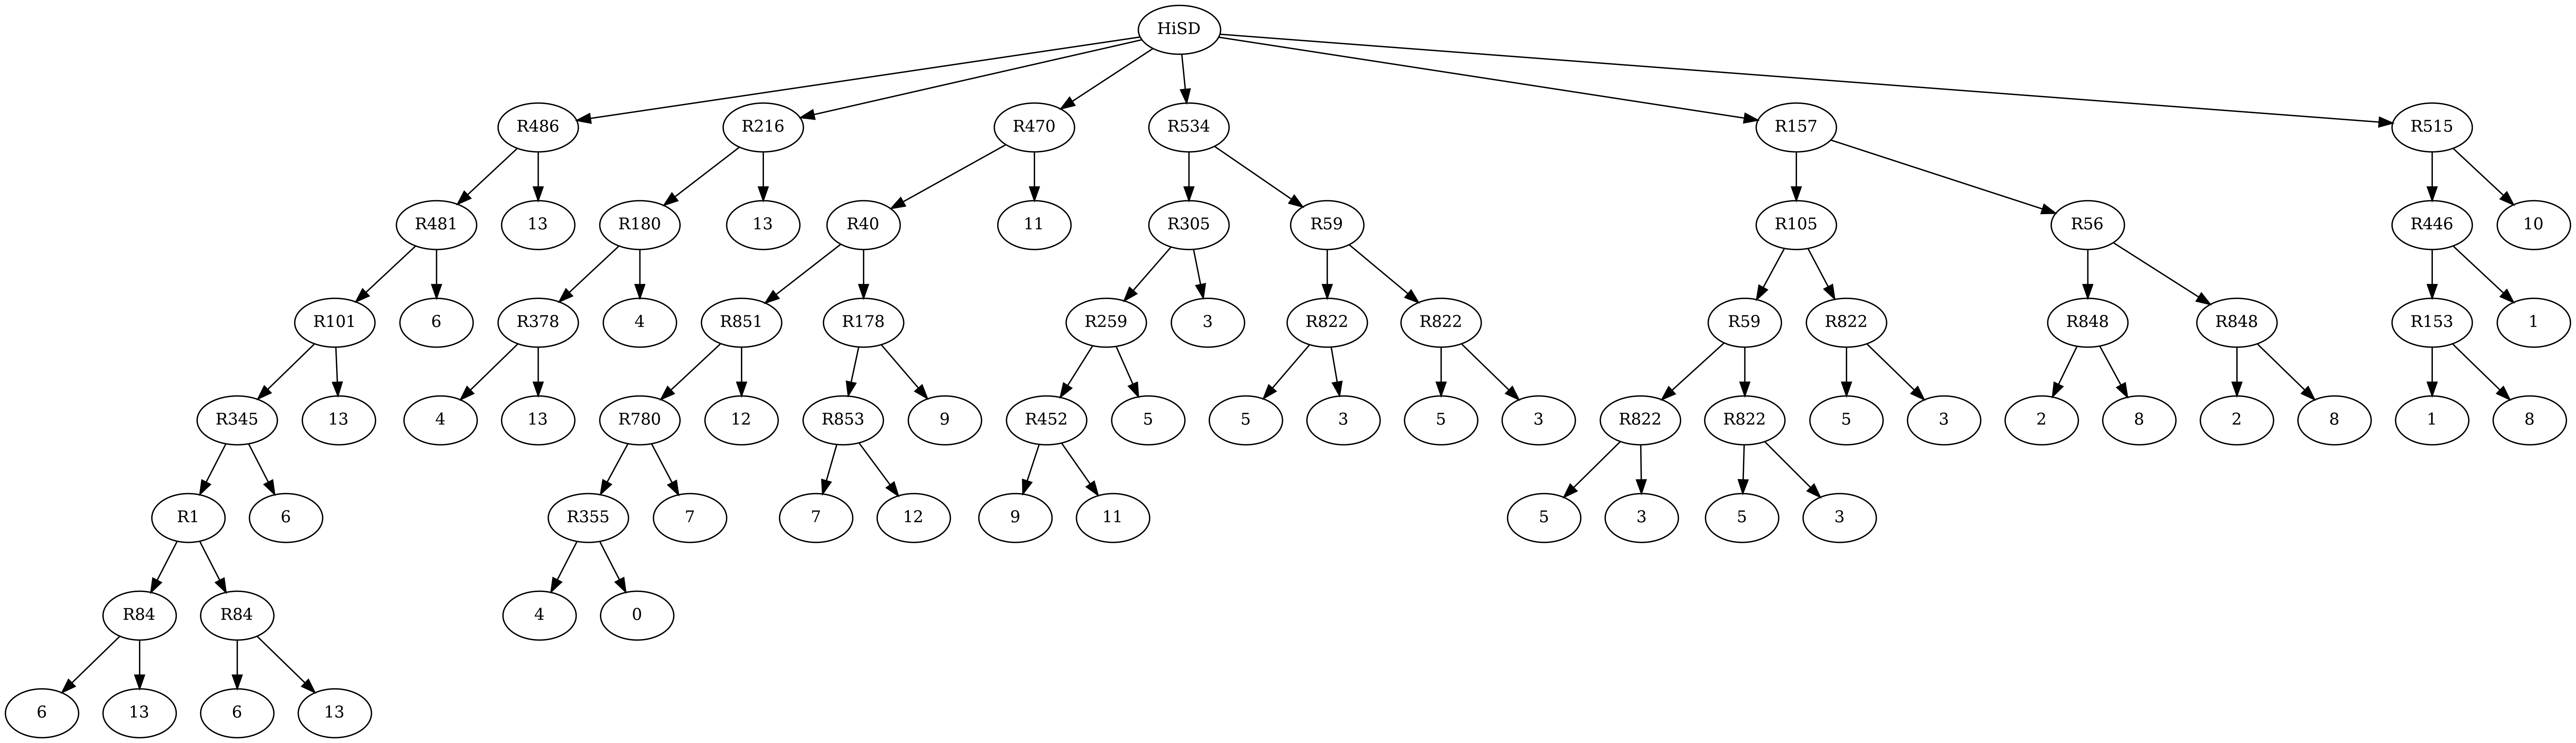 HiSD
R486 R216 R470 R534 R157 R515
R481 13 R180 13 R40 11 R305 R59 R105 R56 R446 10
R101 6 R378 4 R851 R178 R259 3 R822 R822 R59 R822 R848 R848 R153 1
R345 13 4 13 R780 12 R853 9 R452 5 5 3 5 3 R822 R822 5 3 2 8 2 8 1 8
R1 6 R355 7 7 12 9 11 5 3 5 3
R84 R84 4 0
6 13 6 13